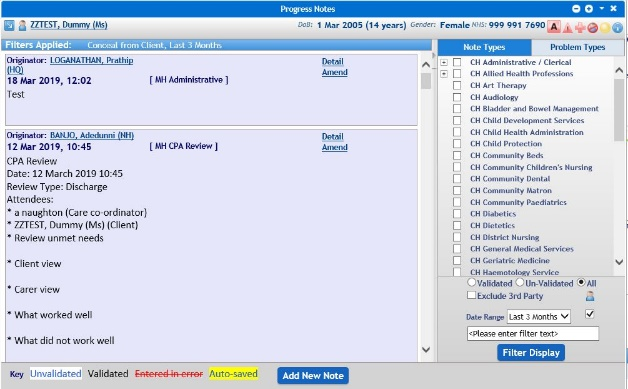 Progress Notes
ZZTEST, Dummy (Ms)
DoB: 1 Mar 2005 (14 years) Gender: Female NHS: 999 991 7690
Filters Applied: Conceal from Client, Last 3 Months
Originator: LOGANATHAN, Prathip Detail
(HQ) Amend
18 Mar 2019, 12:02 [ MH Administrative ]
Test
Originator: BANJO, Adedunni (NH) Detail
12 Mar 2019, 10:45 [ MH CPA Review ] Amend
CPA Review
Date: 12 March 2019 10:45
Review Type: Discharge
Attendees:
* a naughton (Care co-ordinator)
* ZZTEST, Dummy (Ms) (Client)
* Review unmet needs
* Client view
* Carer view
* What worked well
* What did not work well
Note Types Problem Types
CH Administrative / Clerical
CH Allied Health Professions
CH Art Therapy
CH Audiology
CH Bladder and Bowel Management
CH Child Development Services
CH Child Health Administration
CH Child Protection
CH Community Beds
CH Community Children's Nursing
CH Community Dental
CH Community Matron
CH Community Paediatrics
CH Diabetics
CH Dietetics
CH District Nursing
CH General Medical Services
CH Geriatric Medicine
CH Haemotology Service
Validated Un-Validated All
Exclude 3rd Party
Date Range Last 3 Months
<Please enter filter text>
Filter Display
Key Unvalidated Validated Entered in error Auto-saved Add New Note